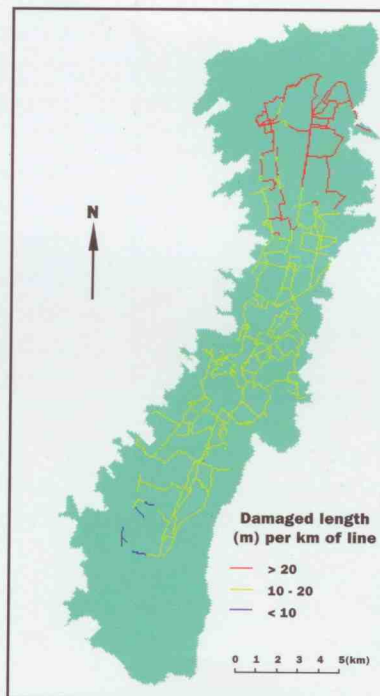 N
Damaged length
(m) per km of line
> 20
10 - 20
< 10
0 1 2 3 4 5(km)